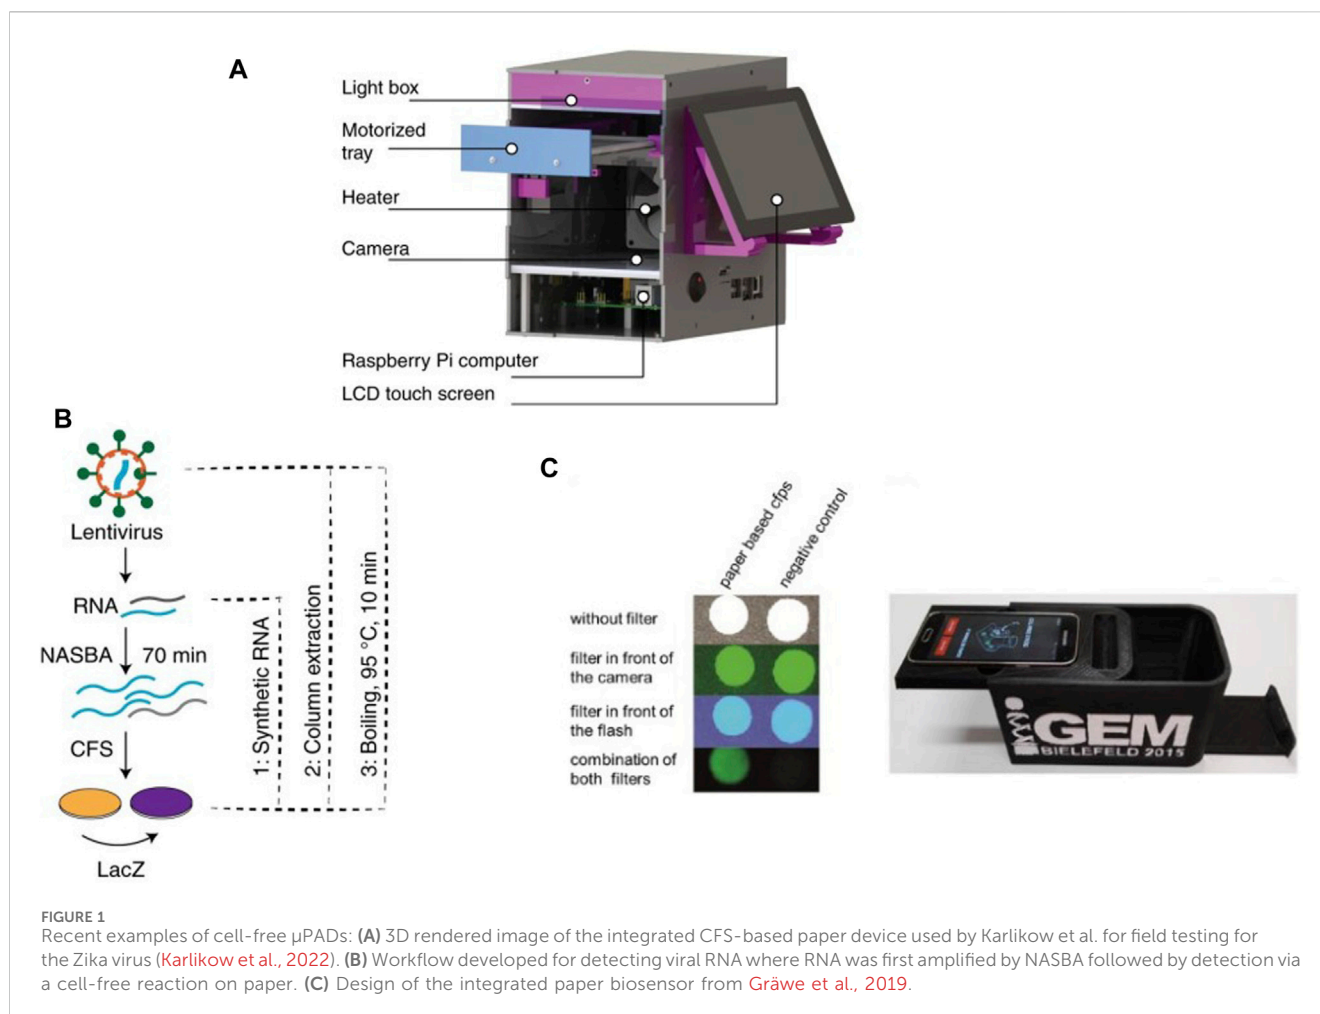 A
Light box
Motorized
tray
Heater
Camera
Raspberry Pi computer
LCD touch screen
B
Lentivirus
RNA
NASBA
70 min
CFS
LacZ
1: Synthetic RNA
2: Column extraction
3: Boiling, 95 °C, 10 min
C
paper based cfps
negative control
without filter
filter in front of
the camera
filter in front of
the flash
combination of
both filters
iGEM
BIELEFELD 2015
FIGURE 1
Recent examples of cell-free µPADs: (A) 3D rendered image of the integrated CFS-based paper device used by Karlikow et al. for field testing for
the Zika virus (Karlikow et al., 2022). (B) Workflow developed for detecting viral RNA where RNA was first amplified by NASBA followed by detection via
a cell-free reaction on paper. (C) Design of the integrated paper biosensor from Gräwe et al., 2019.